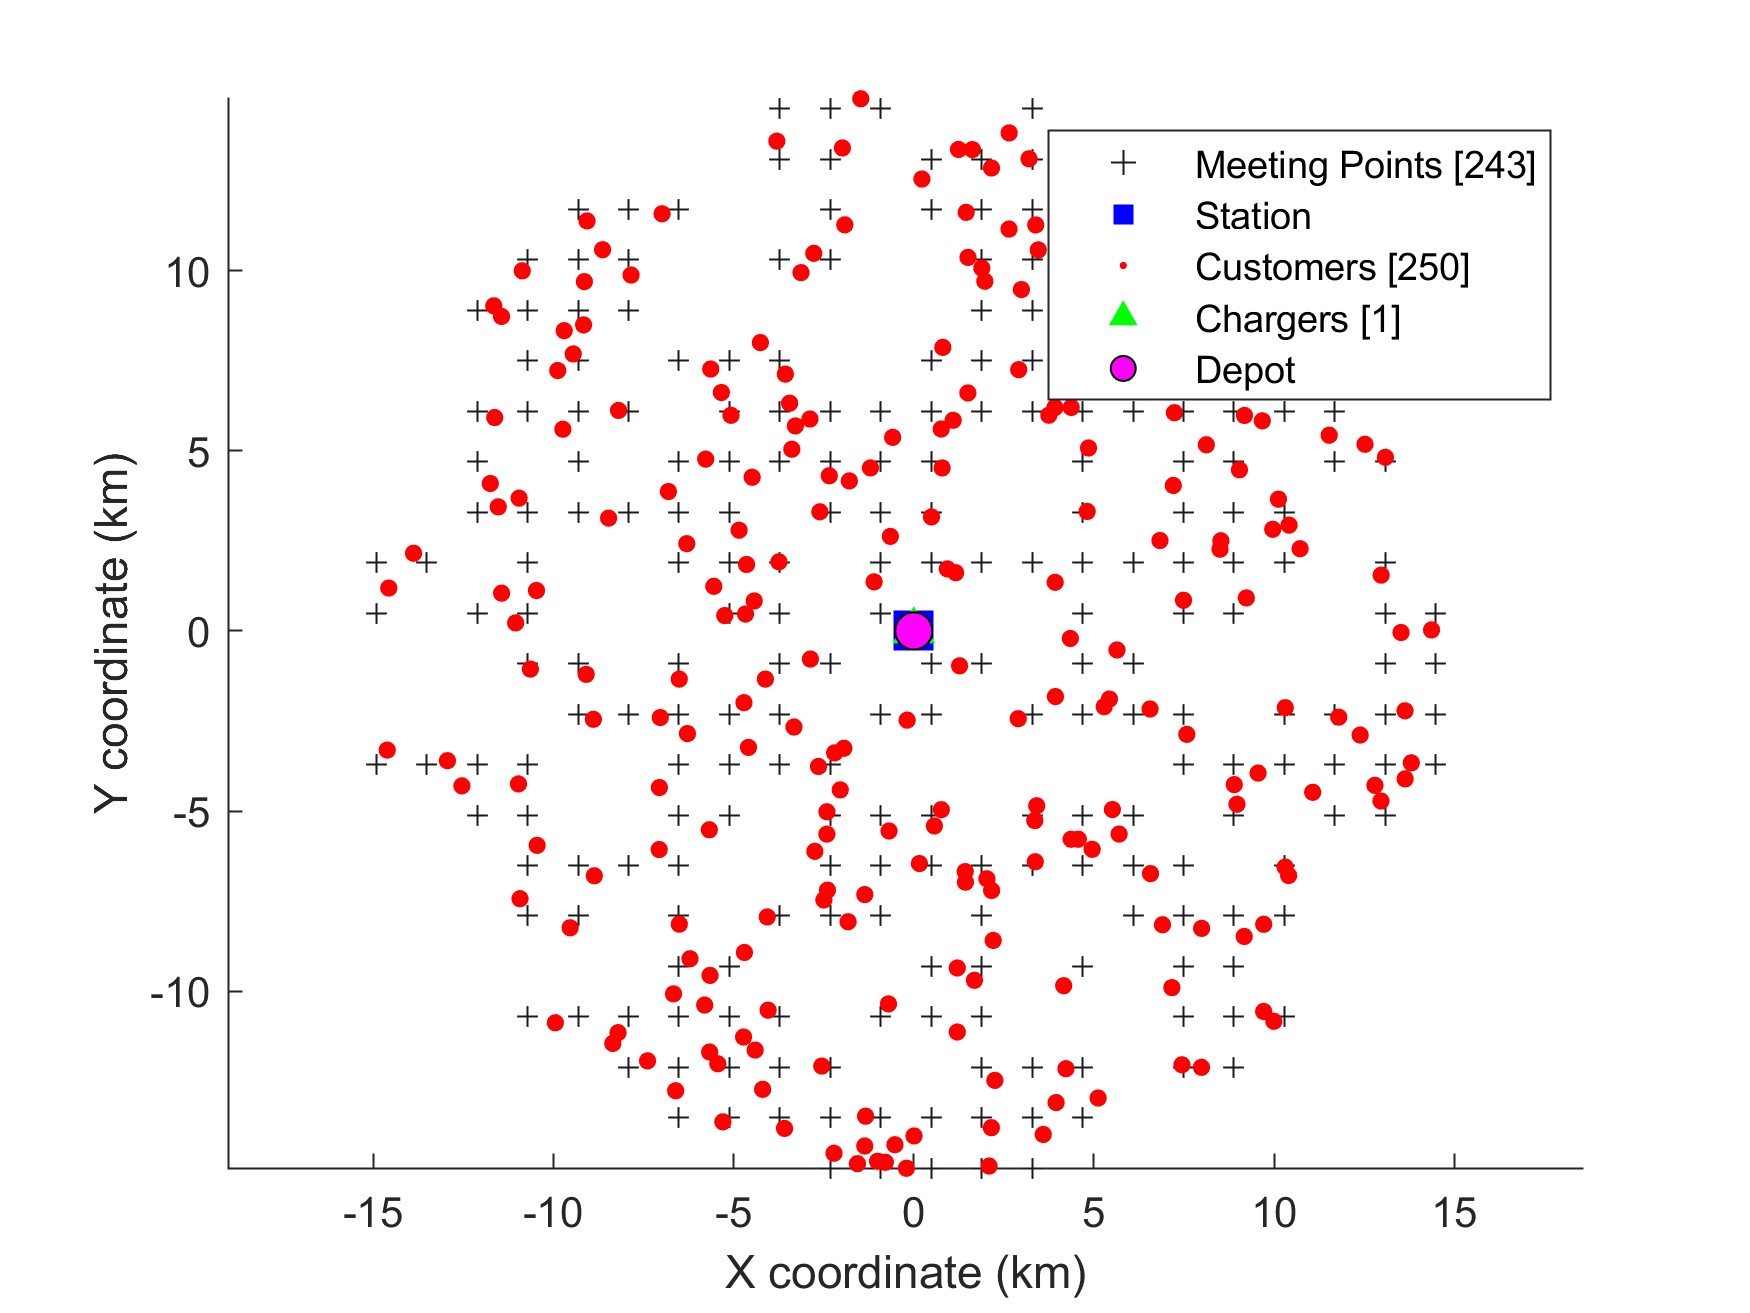 Meeting Points [243]
Station
Customers [250]
Chargers [1]
Depot
10
5
0
-5
-10
Y coordinate (km)
-15
-10
-5
0
5
10
15
X coordinate (km)